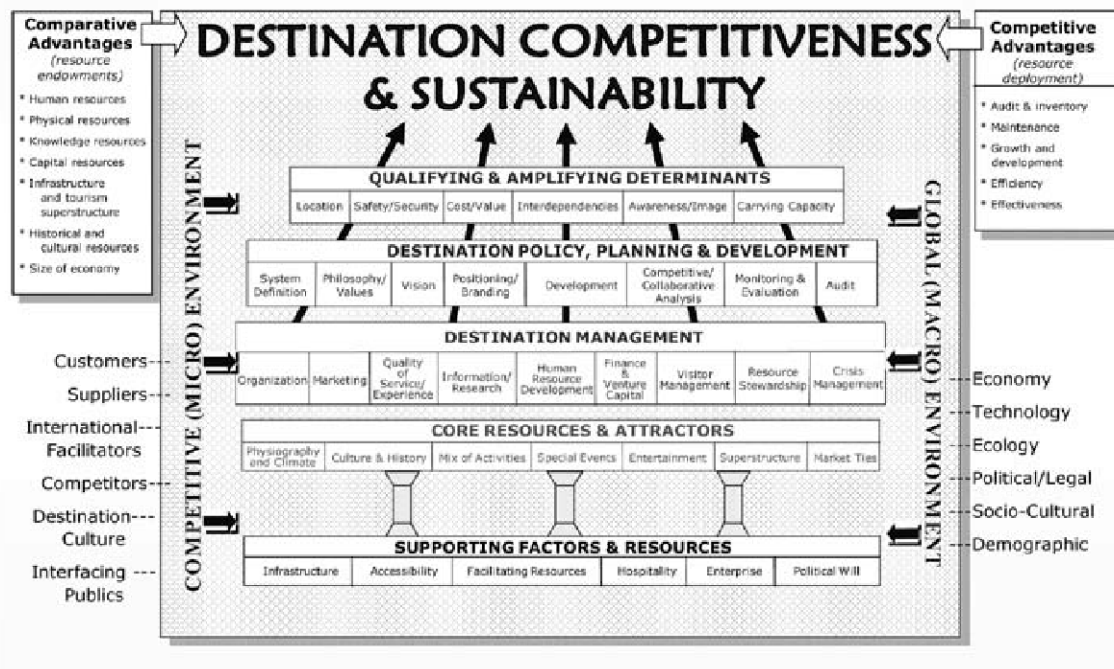 Comparative
Advantages
(resource
endowments)
* Human resources
* Physical resources
* Knowledge resources
* Capital resources
* Infrastructure
and tourism
superstructure
* Historical and
cultural resources
* Size of economy
DESTINATION COMPETITIVENESS
& SUSTAINABILITY
Competitive
Advantages
(resource
deployment)
* Audit & inventory
* Maintenance
* Growth and
development
* Efficiency
* Effectiveness
COMPETITIVE (MICRO) ENVIRONMENT
GLOBAL (MACRO) ENVIRONMENT
QUALIFYING & AMPLIFYING DETERMINANTS
Location
Safety/Security
Cost/Value
Interdependencies
Awareness/Image
Carrying Capacity
DESTINATION POLICY, PLANNING & DEVELOPMENT
System
Definition
Philosophy/
Values
Vision
Positioning/
Branding
Development
Competitive/
Collaborative
Analysis
Monitoring &
Evaluation
Audit
DESTINATION MANAGEMENT
Organization
Marketing
Quality
of
Service/
Experience
Information/
Research
Human
Resource
Development
Finance
&
Venture
Capital
Visitor
Management
Resource
Stewardship
Crisis
Management
CORE RESOURCES & ATTRACTORS
Physiography
and Climate
Culture & History
Mix of Activities
Special Events
Entertainment
Superstructure
Market Ties
SUPPORTING FACTORS & RESOURCES
Infrastructure
Accessibility
Facilitating Resources
Hospitality
Enterprise
Political Will
Customers
Suppliers
International
Facilitators
Competitors
Destination
Culture
Interfacing
Publics
Economy
Technology
Ecology
Political/Legal
Socio-Cultural
Demographic